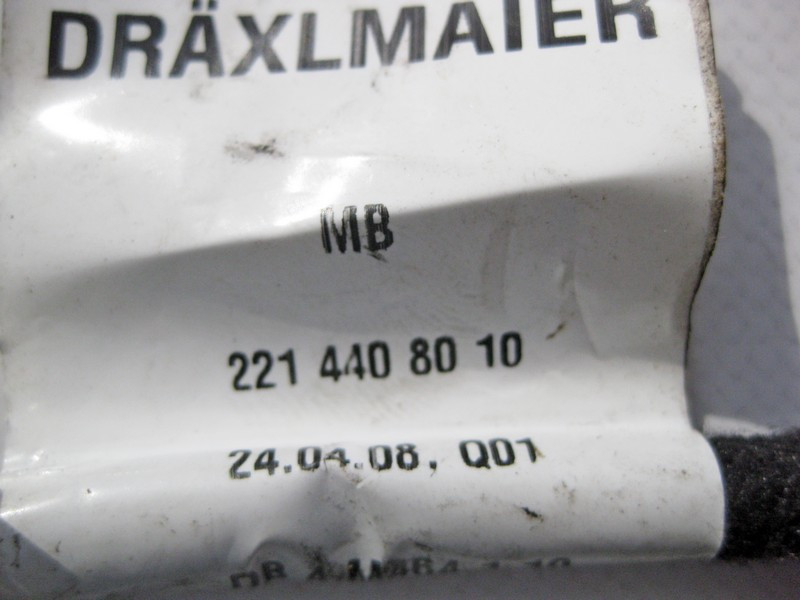 DRÄXLMAIER
MB
221 440 80 10
24.04.08, Q01